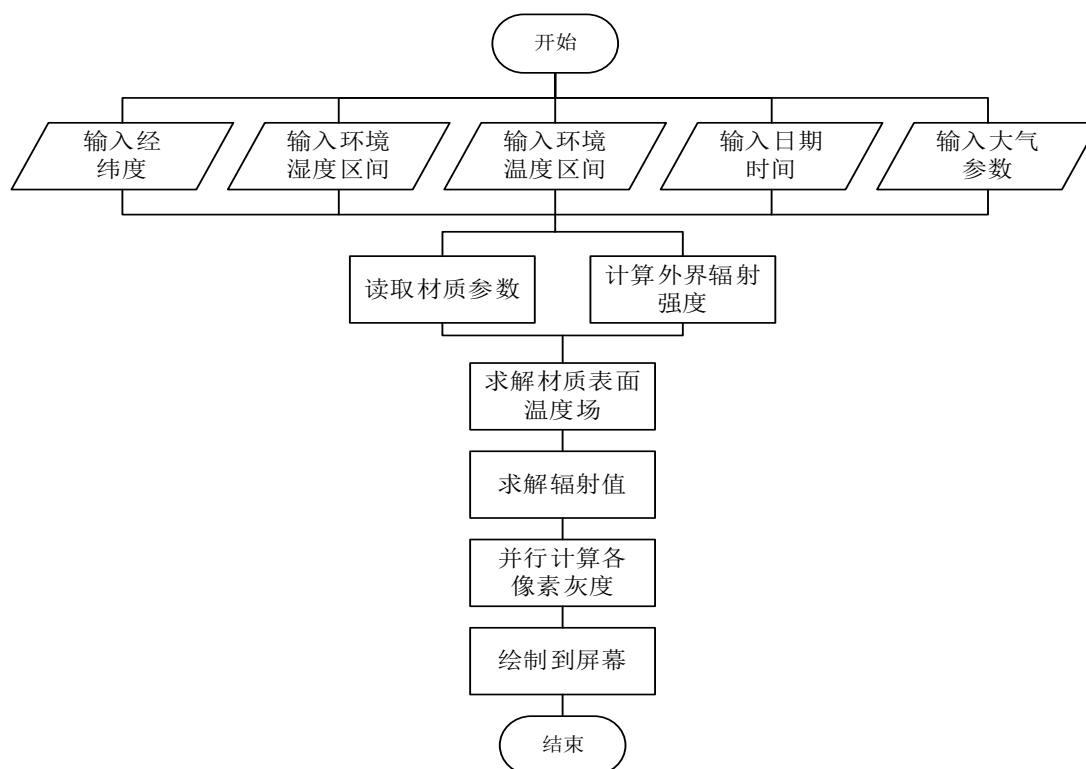 开始
输入经
纬度
输入环境
湿度区间
输入环境
温度区间
输入日期
时间
输入大气
参数
读取材质参数
计算外界辐射
强度
求解材质表面
温度场
求解辐射值
并行计算各
像素灰度
绘制到屏幕
结束